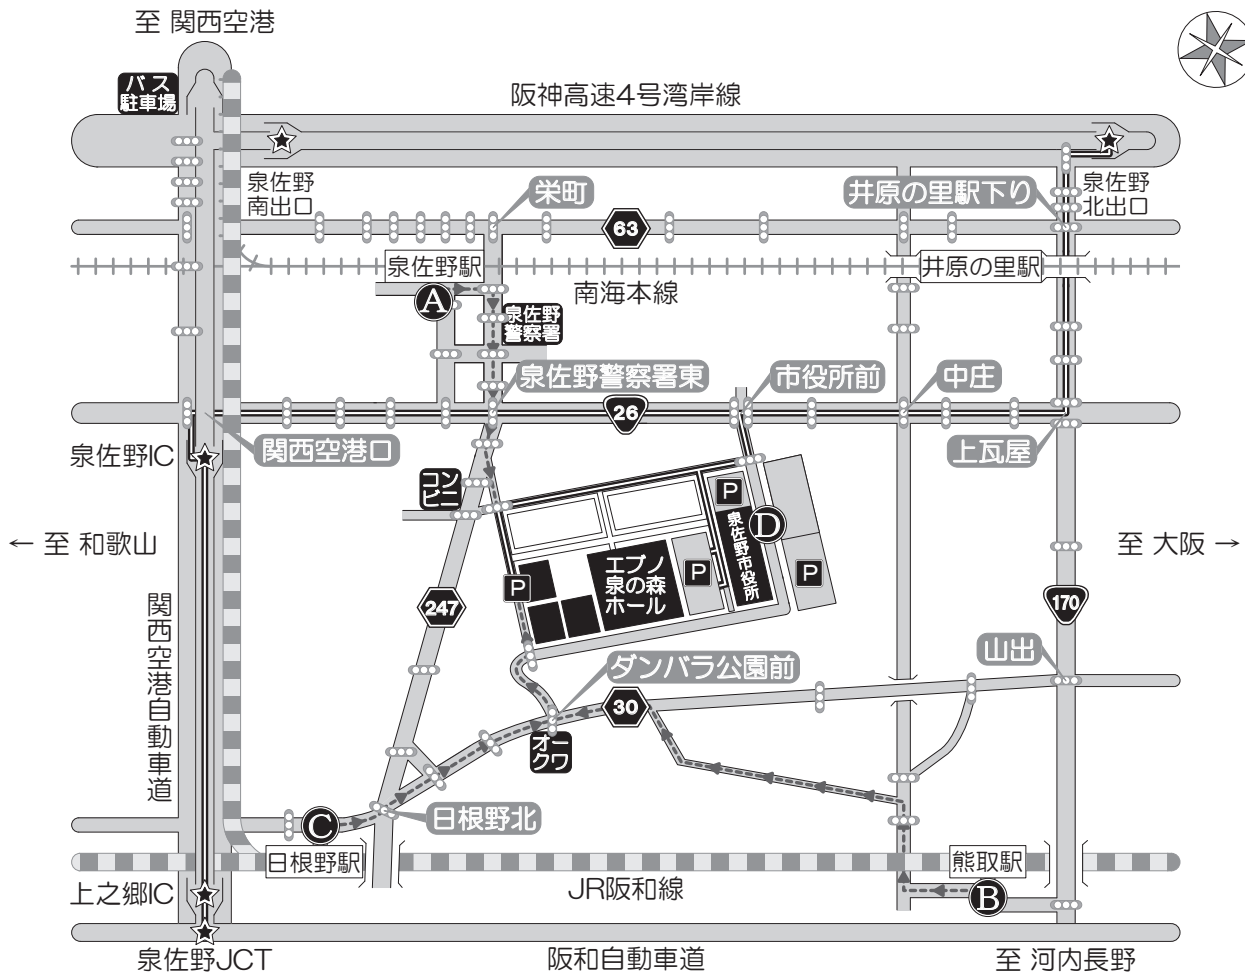 至 関西空港
バス
駐車場
阪神高速4号湾岸線
泉佐野
南出口
栄町
63
井原の里駅下り
泉佐野
北出口
泉佐野駅
井原の里駅
南海本線
A
泉佐野
警察署
泉佐野警察署東
市役所前
中庄
26
関西空港口
上瓦屋
泉佐野IC
コン
ビニ
P
泉佐野市役所
D
← 至 和歌山
至 大阪 →
エブノ
泉の森
ホール
P
P
P
関西空港自動車道
247
170
山出
ダンバラ公園前
30
オー
クワ
C
日根野北
日根野駅
熊取駅
上之郷IC
JR阪和線
B
泉佐野JCT
阪和自動車道
至 河内長野